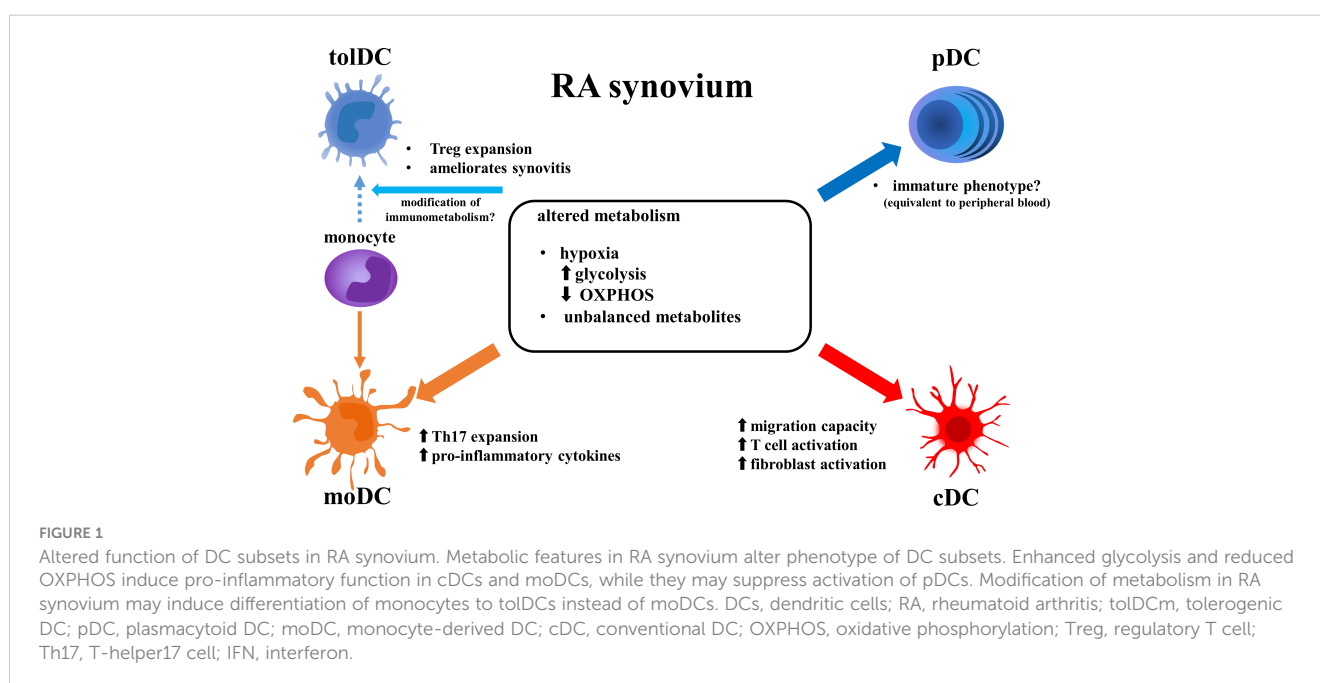 tolDC
RA synovium
pDC
• Treg expansion
• ameliorates synovitis
modification of
immunometabolism?
• immature phenotype?
(equivalent to peripheral blood)
monocyte
altered metabolism
• hypoxia
⬆ glycolysis
⬇ OXPHOS
• unbalanced metabolites
⬆ Th17 expansion
⬆ pro-inflammatory cytokines
moDC
⬆ migration capacity
⬆ T cell activation
⬆ fibroblast activation
cDC
FIGURE 1
Altered function of DC subsets in RA synovium. Metabolic features in RA synovium alter phenotype of DC subsets. Enhanced glycolysis and reduced
OXPHOS induce pro-inflammatory function in cDCs and moDCs, while they may suppress activation of pDCs. Modification of metabolism in RA
synovium may induce differentiation of monocytes to tolDCs instead of moDCs. DCs, dendritic cells; RA, rheumatoid arthritis; tolDCm, tolerogenic
DC; pDC, plasmacytoid DC; moDC, monocyte-derived DC; cDC, conventional DC; OXPHOS, oxidative phosphorylation; Treg, regulatory T cell;
Th17, T-helper17 cell; IFN, interferon.